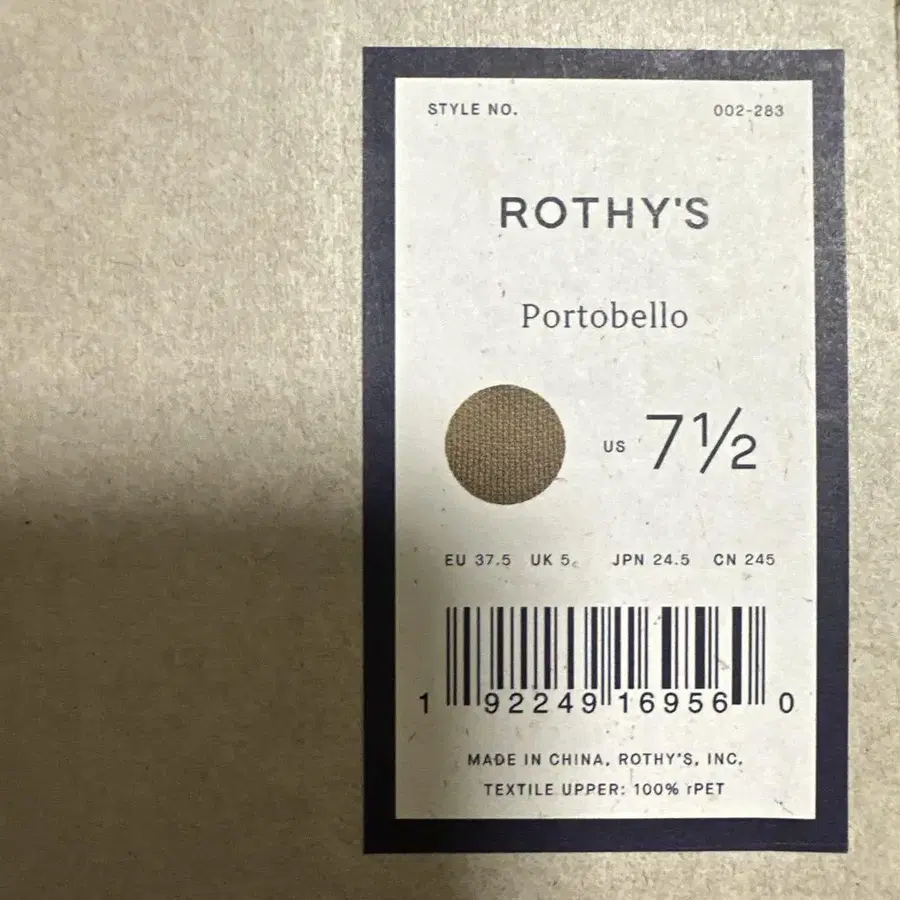 STYLE NO. 002-283
ROTHY'S
Portobello
US 7½
EU 37.5 UK 5 JPN 24.5 CN 245
1 92249 16956 0
MADE IN CHINA, ROTHY'S, INC.
TEXTILE UPPER: 100% rPET